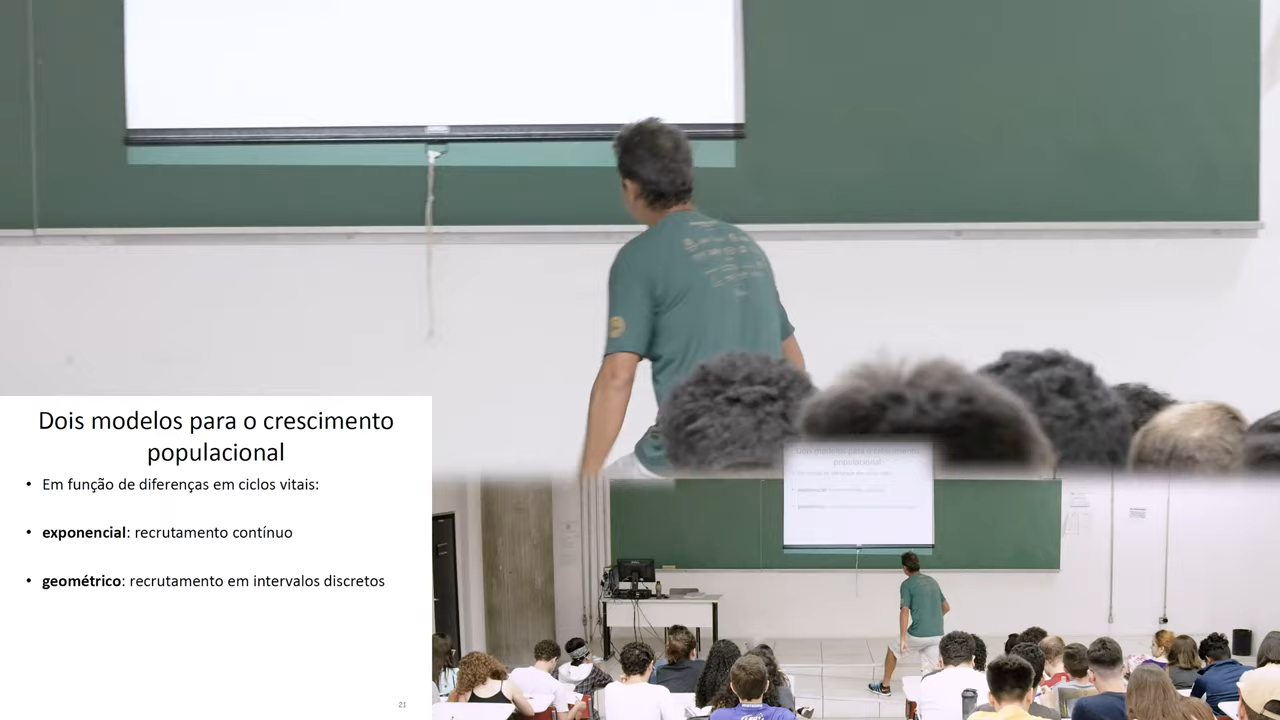 Dois modelos para o crescimento
populacional
• Em função de diferenças em ciclos vitais:
• exponencial: recrutamento contínuo
• geométrico: recrutamento em intervalos discretos
21